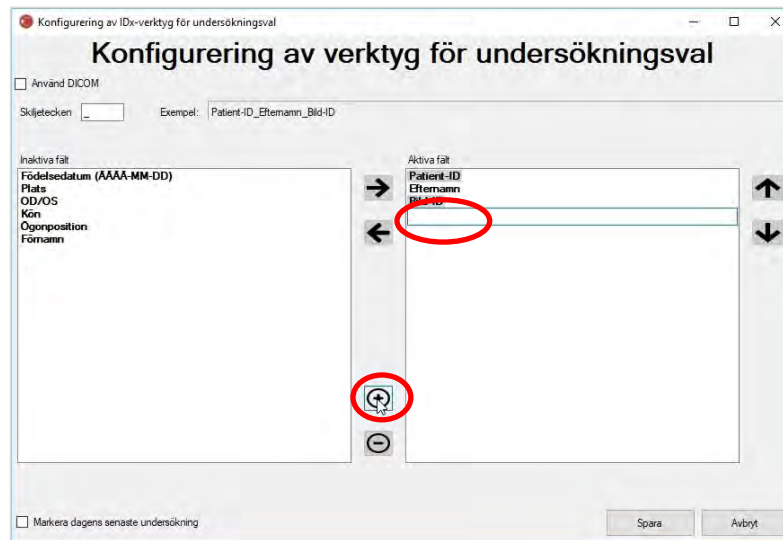 Konfigurering av IDx-verktyg för undersökningsval
Konfigurering av verktyg för undersökningsval
Använd DICOM
Skiljetecken _ Exempel: Patient-ID_Efternamn_Bild-ID
Inaktiva fält
Födelsedatum (ÅÅÅÅ-MM-DD)
Plats
OD/OS
Kön
Ögonposition
Förnamn
Aktiva fält
Patient-ID
Efternamn
Bild-ID
Markera dagens senaste undersökning
Spara
Avbryt